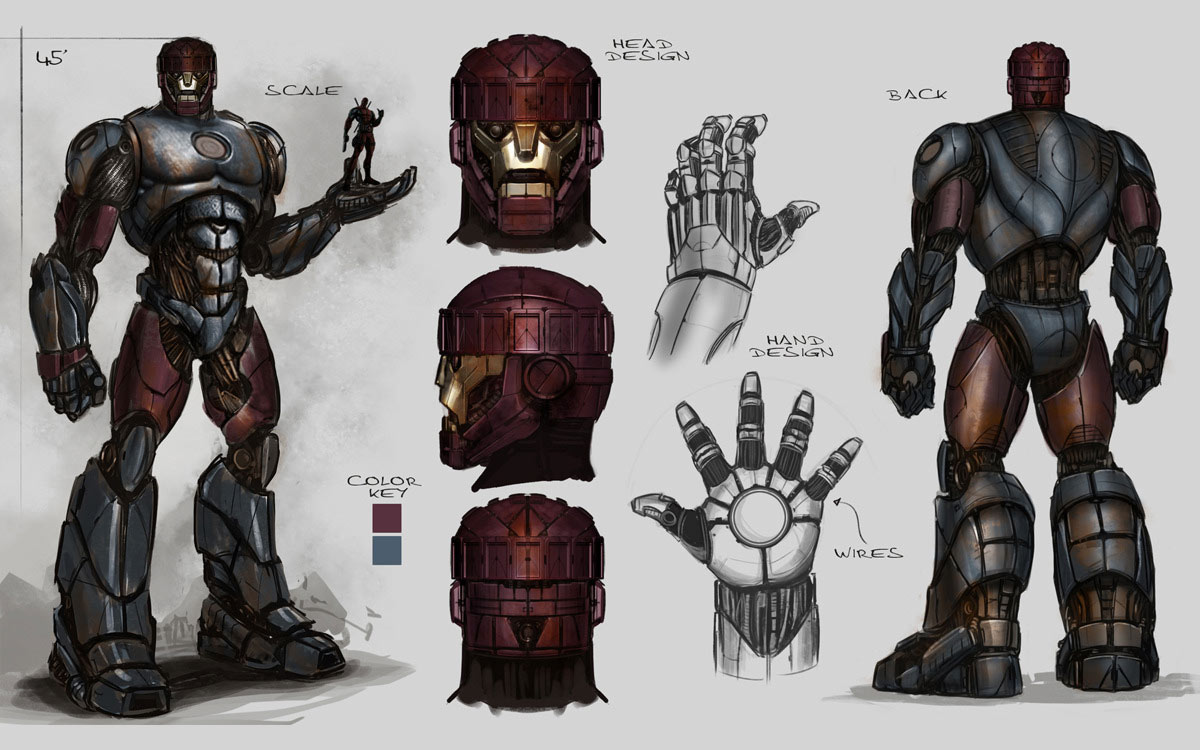 45'
SCALE
HEAD
DESIGN
BACK
HAND
DESIGN
COLOR
KEY
WIRES